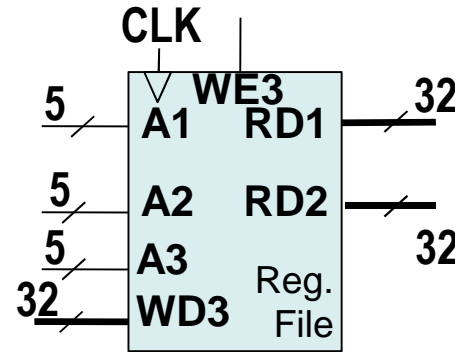 CLK
WE3
5 A1 RD1 32
5 A2 RD2 32
5 A3
32 WD3
Reg.
File